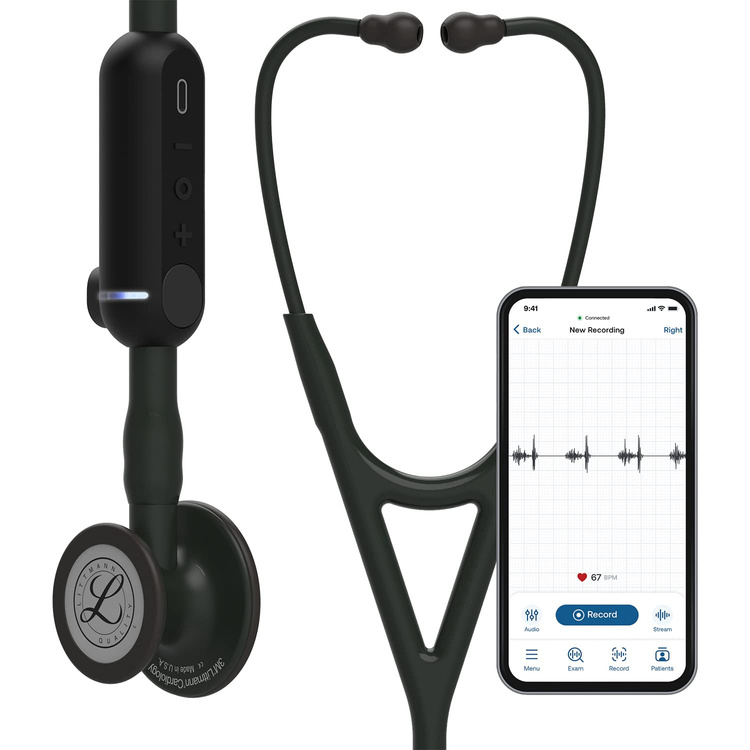 9:41
Connected
Back
New Recording
Right
67 BPM
Record
Audio
Stream
Menu
Exam
Record
Patients
LITTMANN
QUALITY
L
3M Littmann Cardiology
CE Made in U.S.A.